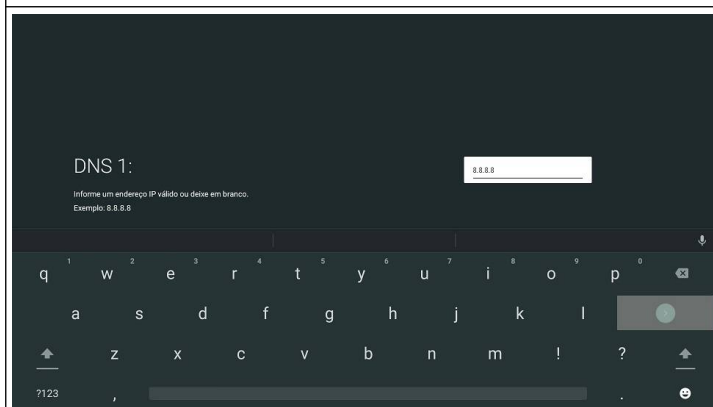 DNS 1:
8.8.8.8
Informe um endereço IP válido ou deixe em branco.
Exemplo: 8.8.8.8
q 1 w 2 e 3 r 4 t 5 y 6 u 7 i 8 o 9 p 0
a s d f g h j k l
z x c v b n m ! ?
?123 , .